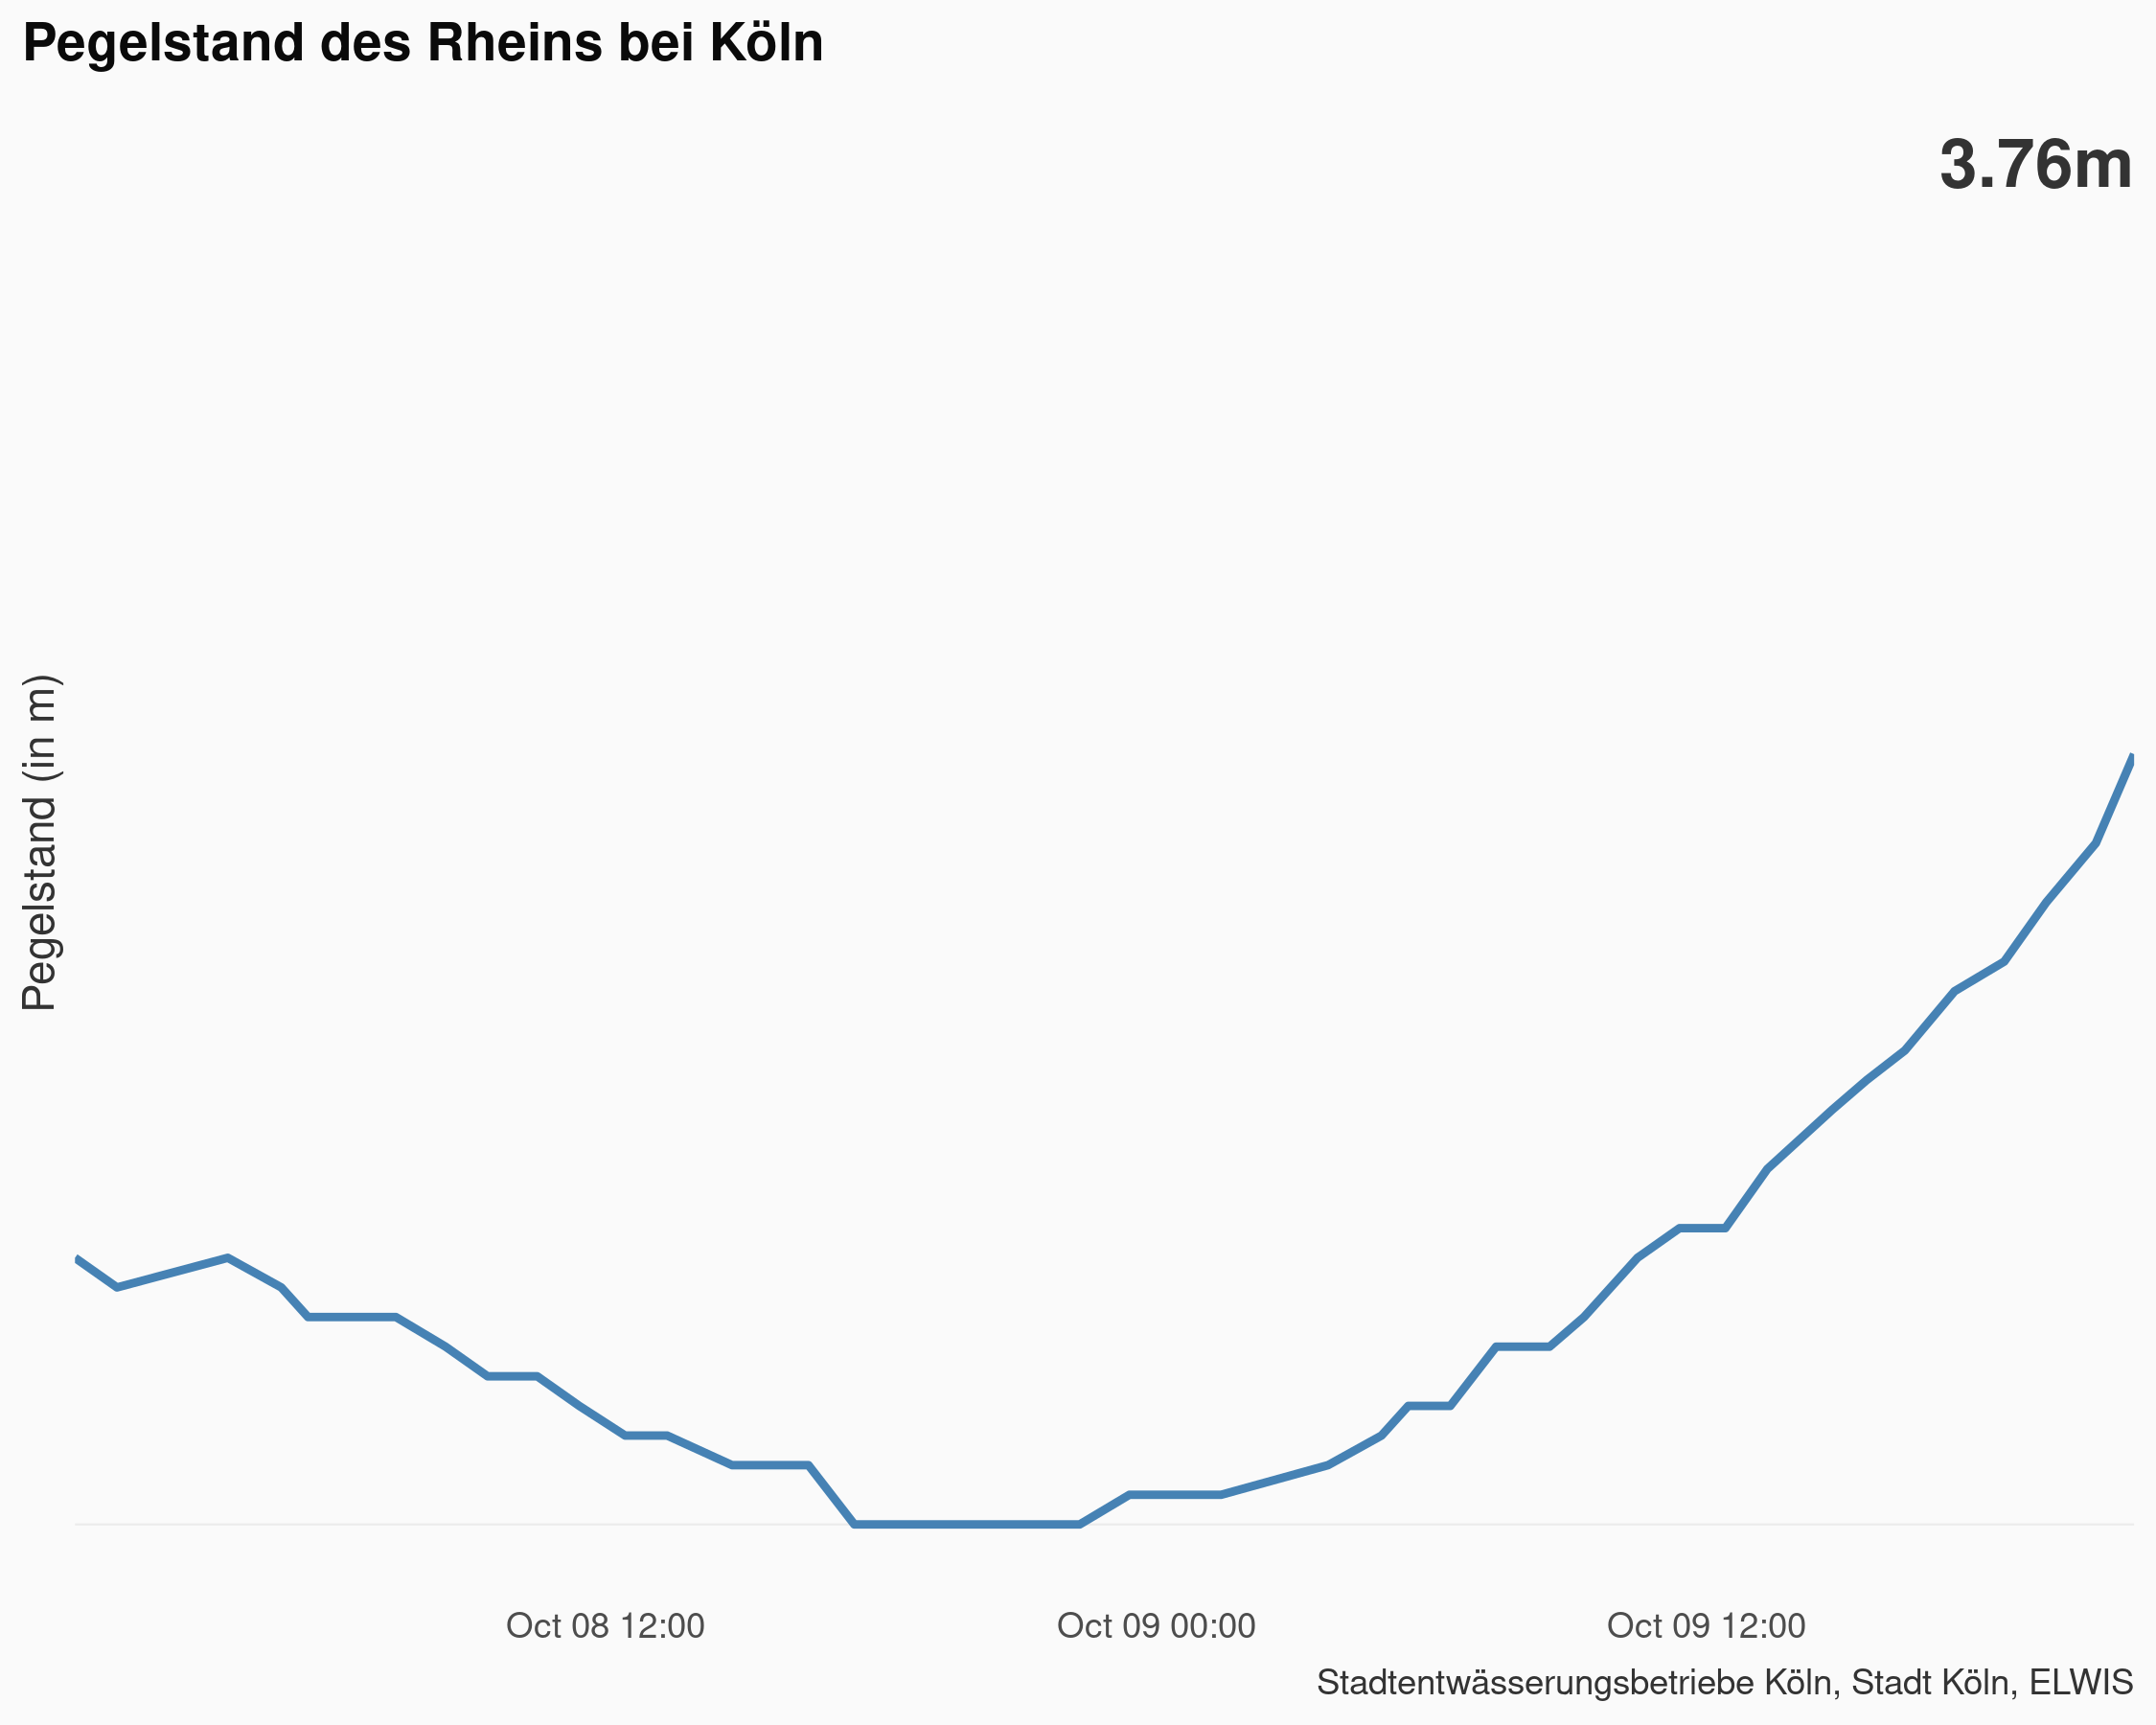 Pegelstand des Rheins bei Köln
3.76m
Pegelstand (in m)
Oct 08 12:00
Oct 09 00:00
Oct 09 12:00
Stadtentwässerungsbetriebe Köln, Stadt Köln, ELWIS